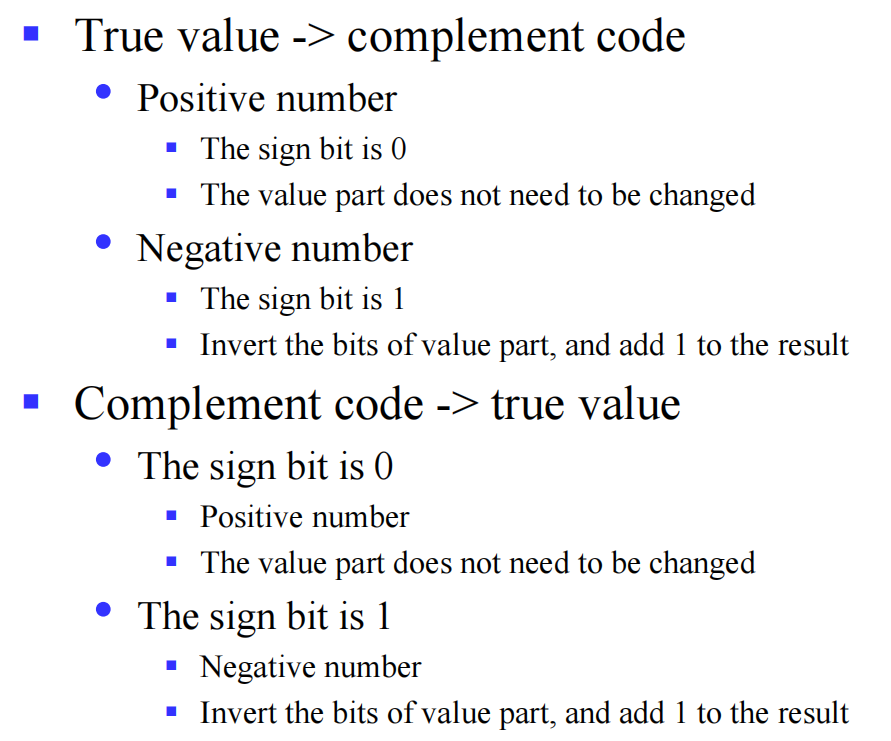 True value -> complement code
Positive number
The sign bit is 0
The value part does not need to be changed
Negative number
The sign bit is 1
Invert the bits of value part, and add 1 to the result
Complement code -> true value
The sign bit is 0
Positive number
The value part does not need to be changed
The sign bit is 1
Negative number
Invert the bits of value part, and add 1 to the result